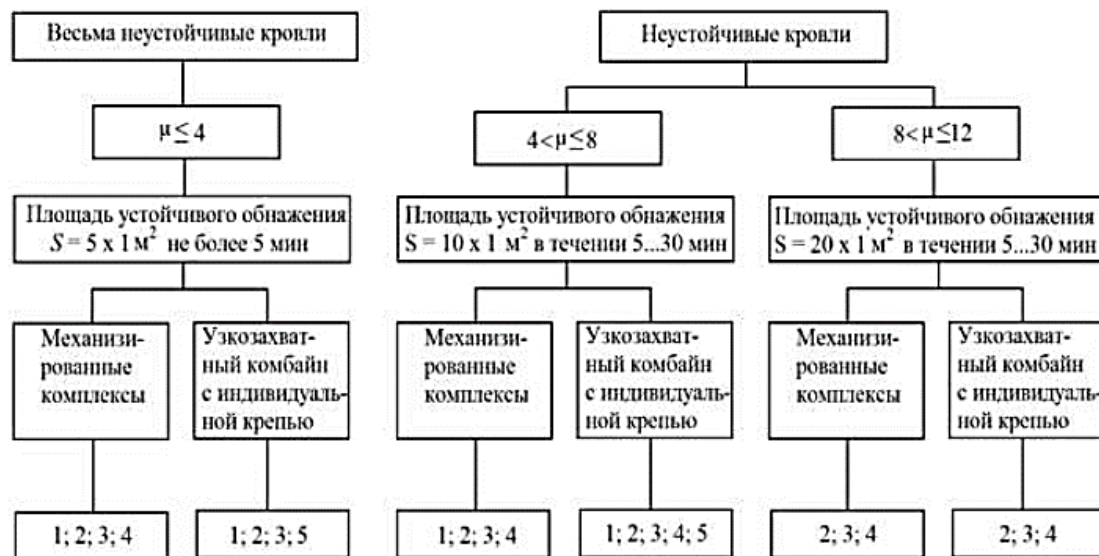 Весьма неустойчивые кровли
Неустойчивые кровли
μ ≤ 4
4<μ≤8
8<μ≤12
Площадь устойчивого обнажения
S = 5 x 1 м² не более 5 мин
Площадь устойчивого обнажения
S = 10 x 1 м² в течении 5...30 мин
Площадь устойчивого обнажения
S = 20 x 1 м² в течении 5...30 мин
Механизи-
рованные
комплексы
Узкозахват-
ный комбайн
с индивидуаль-
ной крепью
Механизи-
рованные
комплексы
Узкозахват-
ный комбайн
с индивидуаль-
ной крепью
Механизи-
рованные
комплексы
Узкозахват-
ный комбайн
с индивидуаль-
ной крепью
1; 2; 3; 4
1; 2; 3; 5
1; 2; 3; 4
1; 2; 3; 4; 5
2; 3; 4
2; 3; 4